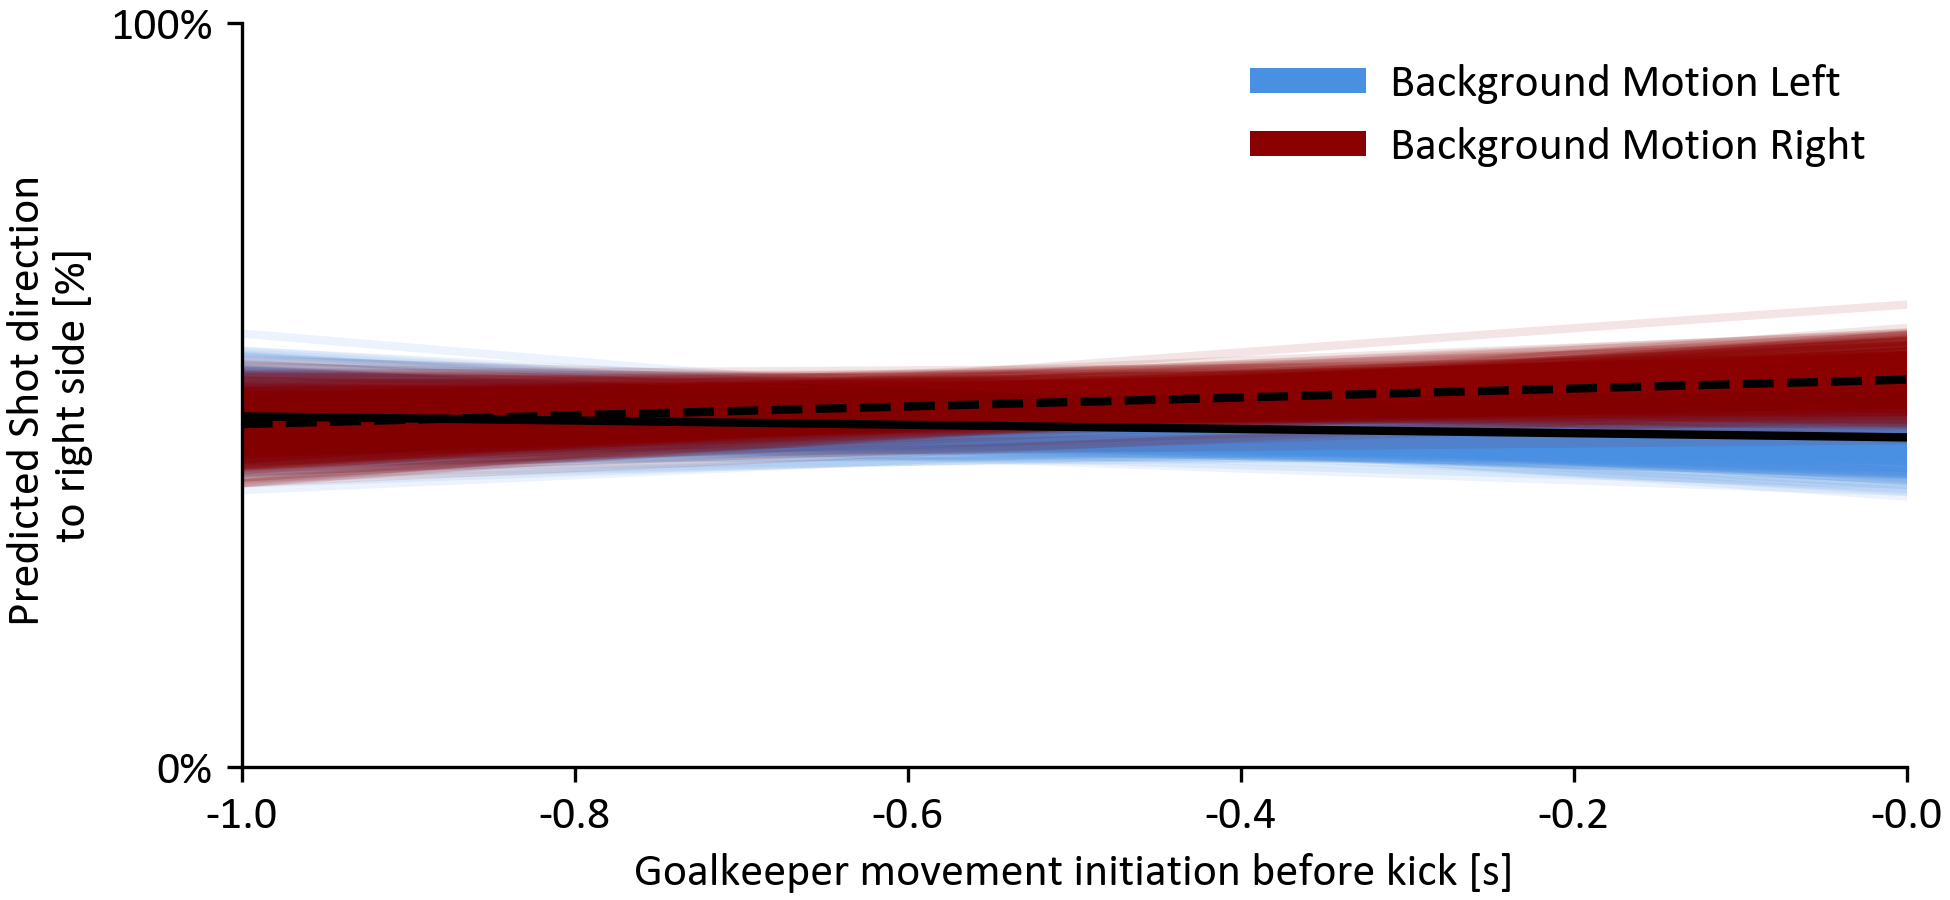 100%
Background Motion Left
Background Motion Right
Predicted Shot direction
to right side [%]
0%
-1.0 -0.8 -0.6 -0.4 -0.2 -0.0
Goalkeeper movement initiation before kick [s]